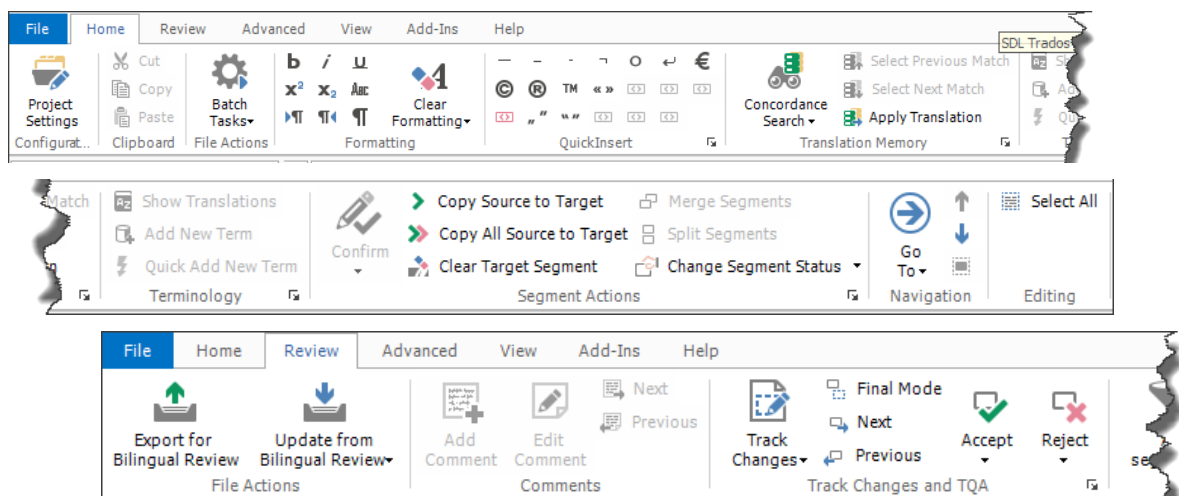 File Home Review Advanced View Add-Ins Help
SDL Trados
Project Settings
Configurat...
Cut
Copy
Paste
Clipboard
Batch Tasks
File Actions
b i U
x² x₂ ABC
¶ ¶ ¶
Clear Formatting
Formatting
— – - ¬ O ↵ €
© ® TM « »
„ " “ „
QuickInsert
Concordance Search
Select Previous Match
Select Next Match
Apply Translation
Translation Memory
Match
Show Translations
Add New Term
Quick Add New Term
Terminology
Confirm
Copy Source to Target
Copy All Source to Target
Clear Target Segment
Merge Segments
Split Segments
Change Segment Status
Segment Actions
Go To
Navigation
Select All
Editing
File Home Review Advanced View Add-Ins Help
Export for
Bilingual Review
Update from
Bilingual Review
File Actions
Add
Comment
Edit
Comment
Next
Previous
Comments
Track
Changes
Final Mode
Next
Previous
Accept
Reject
Track Changes and TQA